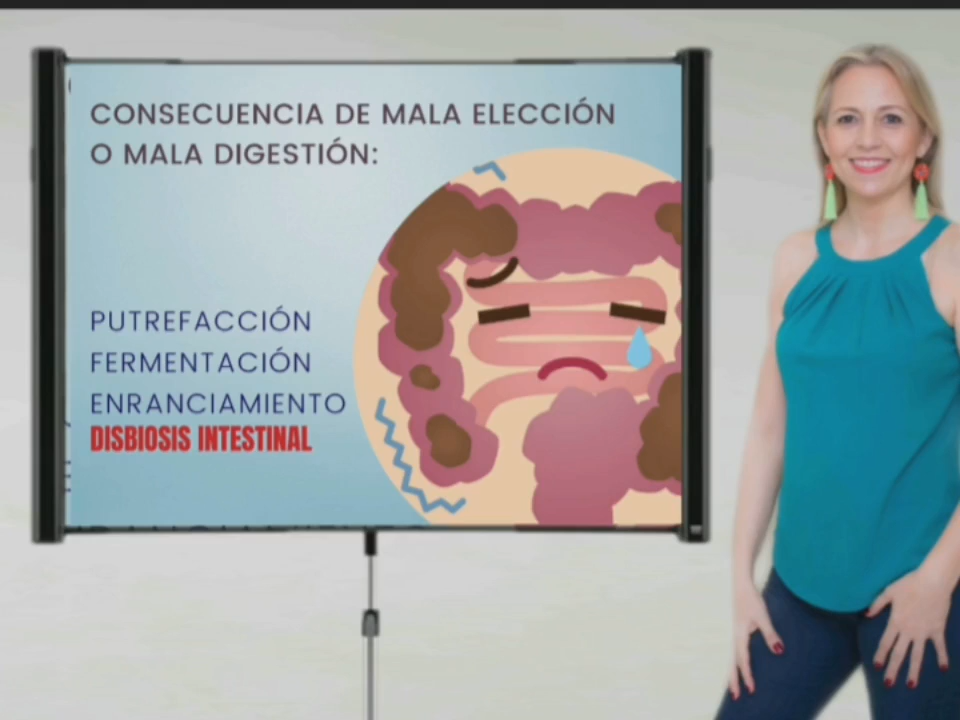 CONSECUENCIA DE MALA ELECCIÓN
O MALA DIGESTIÓN:
PUTREFACCIÓN
FERMENTACIÓN
ENRANCIAMIENTO
DISBIOSIS INTESTINAL